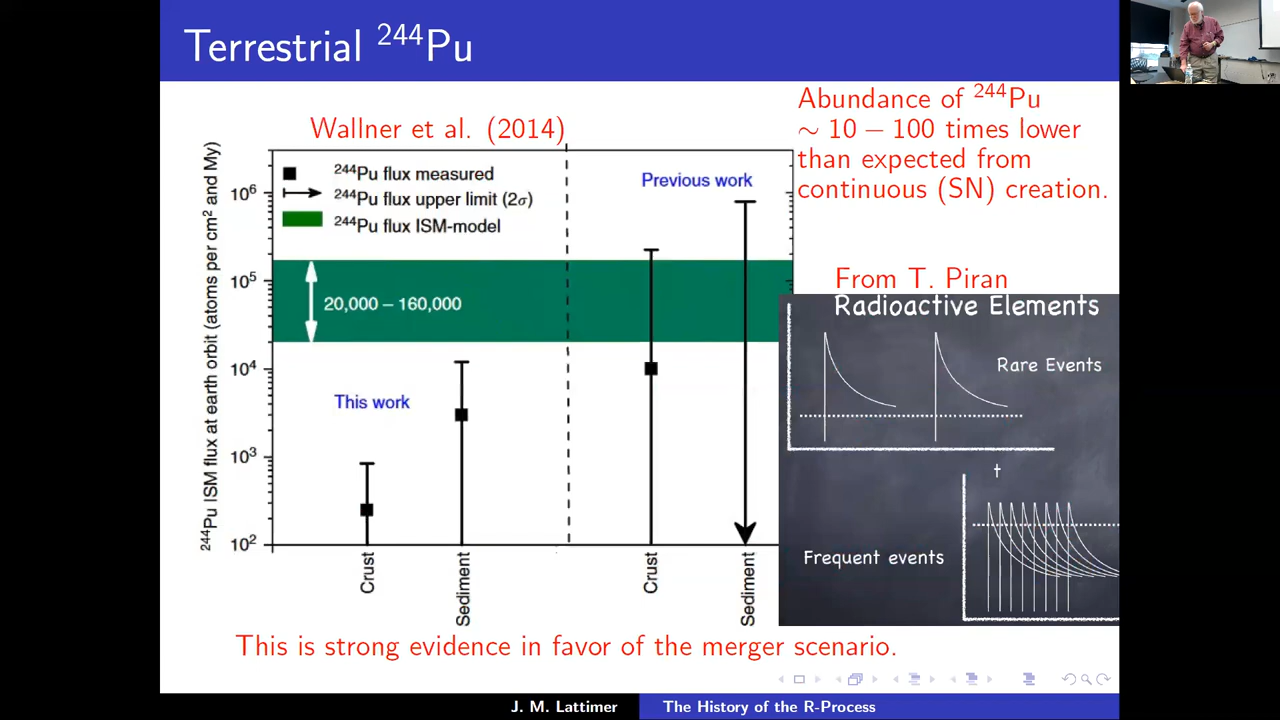 Terrestrial ²⁴⁴Pu
Wallner et al. (2014)
²⁴⁴Pu ISM flux at earth orbit (atoms per cm² and My)
10⁶
10⁵
10⁴
10³
10²
²⁴⁴Pu flux measured
²⁴⁴Pu flux upper limit (2σ)
²⁴⁴Pu flux ISM-model
Previous work
20,000 – 160,000
This work
Crust
Sediment
Crust
Sediment
Abundance of ²⁴⁴Pu
∼ 10 − 100 times lower
than expected from
continuous (SN) creation.
From T. Piran
Radioactive Elements
Rare Events
t
Frequent events
This is strong evidence in favor of the merger scenario.
J. M. Lattimer
The History of the R-Process